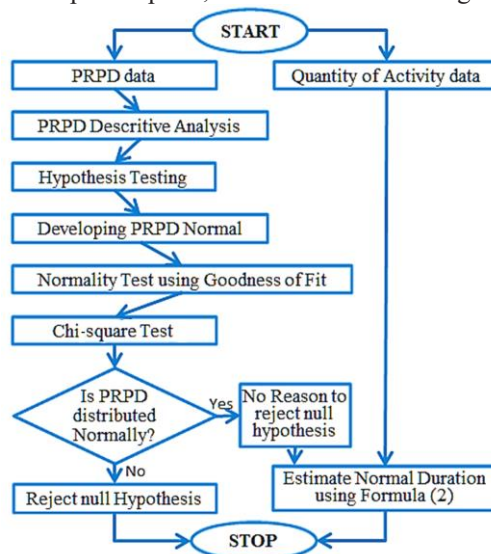 START
PRPD data
Quantity of Activity data
PRPD Descritive Analysis
Hypothesis Testing
Developing PRPD Normal
Normality Test using Goodness of Fit
Chi-square Test
Is PRPD
distributed
Normally?
Yes
No Reason to
reject null
hypothesis
No
Reject null Hypothesis
Estimate Normal Duration
using Formula (2)
STOP